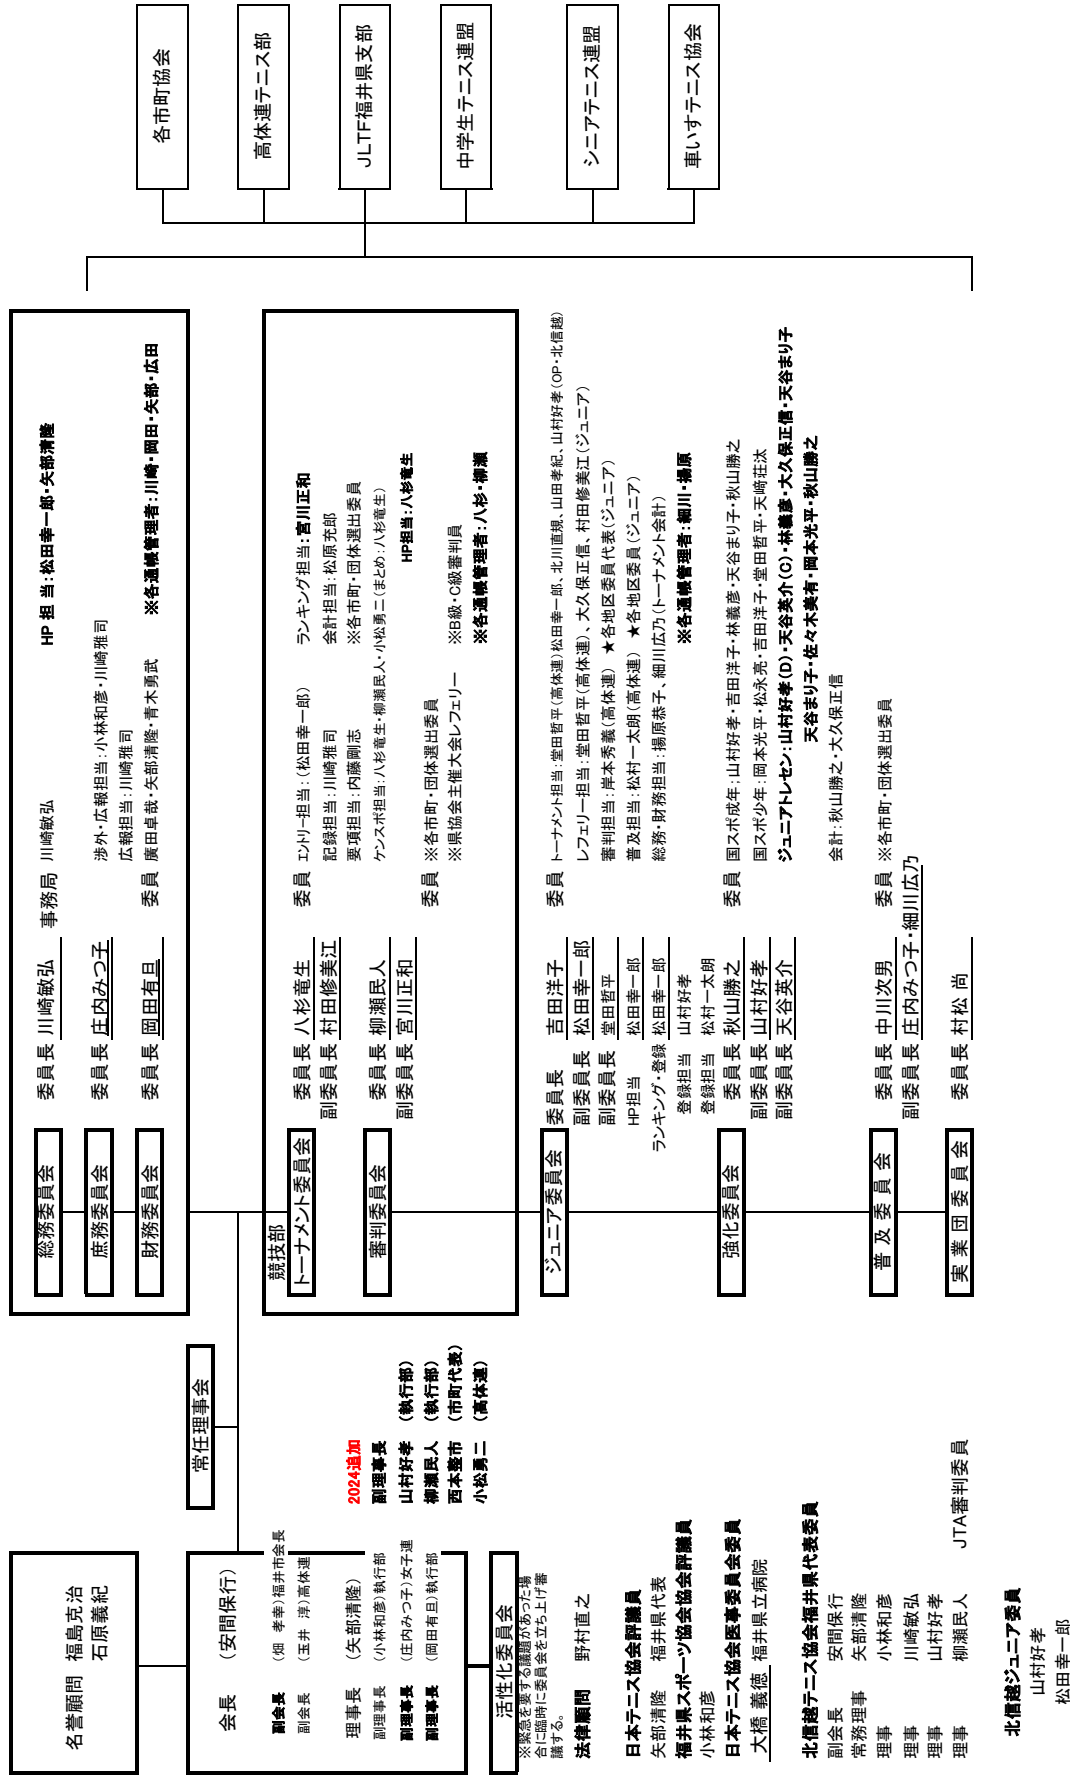 名誉顧問 福島克治
石原義紀
会長 （安間保行）
副会長 （畑 孝幸）福井市会長
副会長 （玉井 淳）高体連
理事長 （矢部清隆）
副理事長 （小林和彦）執行部
副理事長 （庄内みつ子）女子連
副理事長 （岡田有旦）執行部
活性化委員会
※緊急を要する議題があった場
合に臨時に委員会を立ち上げ審
議する。
法律顧問 野村直之
日本テニス協会評議員
矢部清隆 福井県代表
福井県スポーツ協会協会評議員
小林和彦
日本テニス協会医事委員会委員
大橋 義徳 福井県立病院
北信越テニス協会福井県代表委員
副会長 安間保行
常務理事 矢部清隆
理事 小林和彦
理事 川崎敏弘
理事 山村好孝
理事 柳瀬民人 JTA審判委員
北信越ジュニア委員
山村好孝
松田幸一郎
常任理事会
2024追加
副理事長
山村好孝 （執行部）
柳瀬民人 （執行部）
西本整市 （市町代表）
小松勇二 （高体連）
総務委員会 委員長 川崎敏弘 事務局 川崎敏弘 HP 担 当：松田幸一郎・矢部清隆
庶務委員会 委員長 庄内みつ子 渉外・広報担当：小林和彦・川崎雅司
広報担当：川崎雅司
財務委員会 委員長 岡田有旦 委員 廣田卓哉・矢部清隆・青木勇武 ※各通帳管理者：川崎・岡田・矢部・広田
競技部
トーナメント委員会 委員長 八杉竜生 委員 エントリー担当：（松田幸一郎） ランキング担当：宮川正和
副委員長 村田修美江 記録担当：川崎雅司 会計担当：松原充郎
要項担当：内藤剛志 ※各市町・団体選出委員
審判委員会 委員長 柳瀬民人 ケンスポ担当：八杉竜生・柳瀬民人・小松勇二（まとめ：八杉竜生）
副委員長 宮川正和 HP担当：八杉竜生
委員 ※各市町・団体選出委員
※県協会主催大会レフェリー ※B級・C級審判員
※各通帳管理者：八杉・柳瀬
ジュニア委員会 委員長 吉田洋子 委員 トーナメント担当：堂田哲平（高体連）松田幸一郎、北川直規、山田孝紀、山村好孝（OP・北信越）
副委員長 松田幸一郎 レフェリー担当：堂田哲平（高体連）、大久保正信、村田修美江（ジュニア）
副委員長 堂田哲平 審判担当：岸本秀義（高体連） ★各地区委員代表（ジュニア）
HP担当 松田幸一郎 普及担当：松村一太朗（高体連） ★各地区委員（ジュニア）
ランキング・登録 松田幸一郎 総務・財務担当：揚原恭子、細川広乃（トーナメント会計）
登録担当 山村好孝 ※各通帳管理者：細川・揚原
登録担当 松村一太朗
強化委員会 委員長 秋山勝之 委員 国スポ成年；山村好孝・吉田洋子・林義彦・天谷まり子・秋山勝之
副委員長 山村好孝 国スポ少年：岡本光平・松永亮・吉田洋子・堂田哲平・天﨑荘汰
副委員長 天谷英介 ジュニアトレセン：山村好孝（D）・天谷英介（C）・林義彦・大久保正信・天谷まり子
天谷まり子・佐々木美有・岡本光平・秋山勝之
会計：秋山勝之・大久保正信
普 及 委 員 会 委員長 中川次男 委員 ※各市町・団体選出委員
副委員長 庄内みつ子・細川広乃
実 業 団 委 員 会 委員長 村松 尚
各市町協会
高体連テニス部
JLTF福井県支部
中学生テニス連盟
シニアテニス連盟
車いすテニス協会